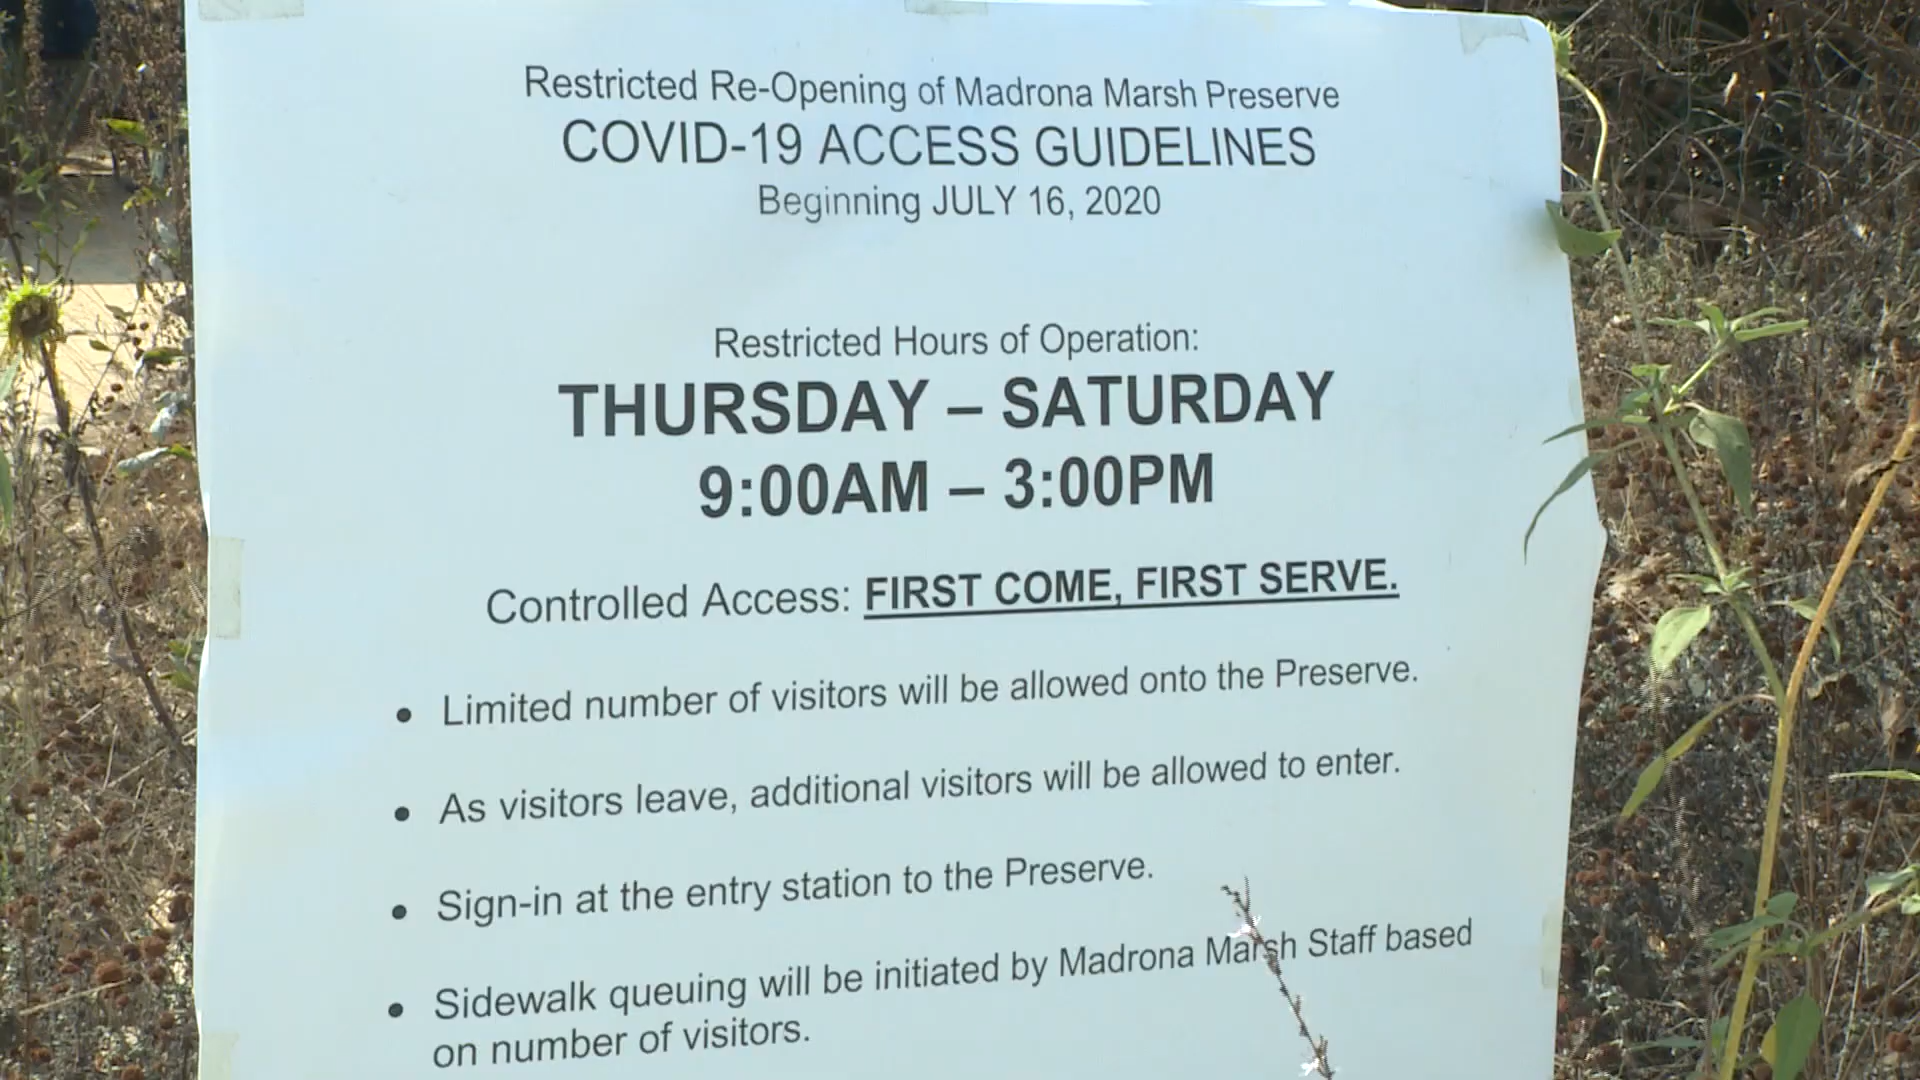 Restricted Re-Opening of Madrona Marsh Preserve
COVID-19 ACCESS GUIDELINES
Beginning JULY 16, 2020
Restricted Hours of Operation:
THURSDAY – SATURDAY
9:00AM – 3:00PM
Controlled Access: FIRST COME, FIRST SERVE.
• Limited number of visitors will be allowed onto the Preserve.
• As visitors leave, additional visitors will be allowed to enter.
• Sign-in at the entry station to the Preserve.
• Sidewalk queuing will be initiated by Madrona Marsh Staff based
on number of visitors.